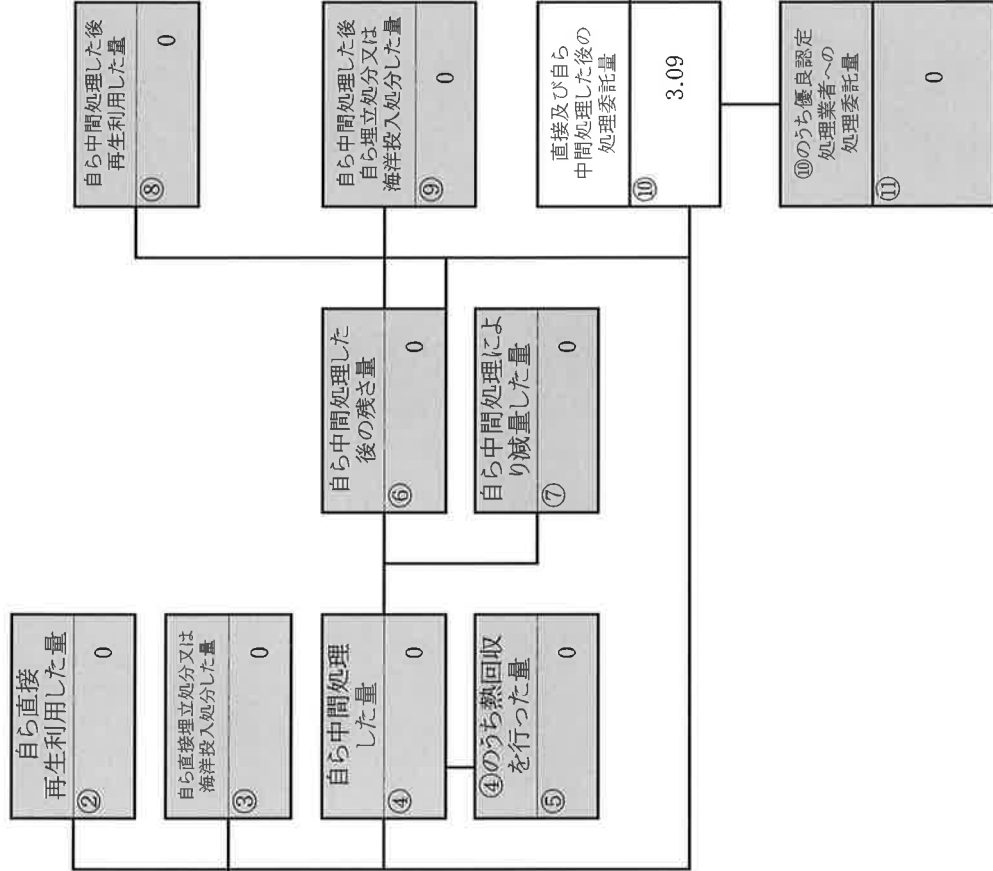 自ら直接
再生利用した量
②
0
自ら直接埋立処分又は
海洋投入処分した量
③
0
自ら中間処理
した量
④
0
④のうち熱回収
を行った量
⑤
0
自ら中間処理した
後の残さ量
⑥
0
自ら中間処理によ
り減量した量
⑦
0
自ら中間処理した後
再生利用した量
⑧
0
自ら中間処理した後
自ら埋立処分又は
海洋投入処分した量
⑨
0
直接及び自ら
中間処理した後の
処理委託量
⑩
3.09
⑩のうち優良認定
処理業者への
処理委託量
⑪
0